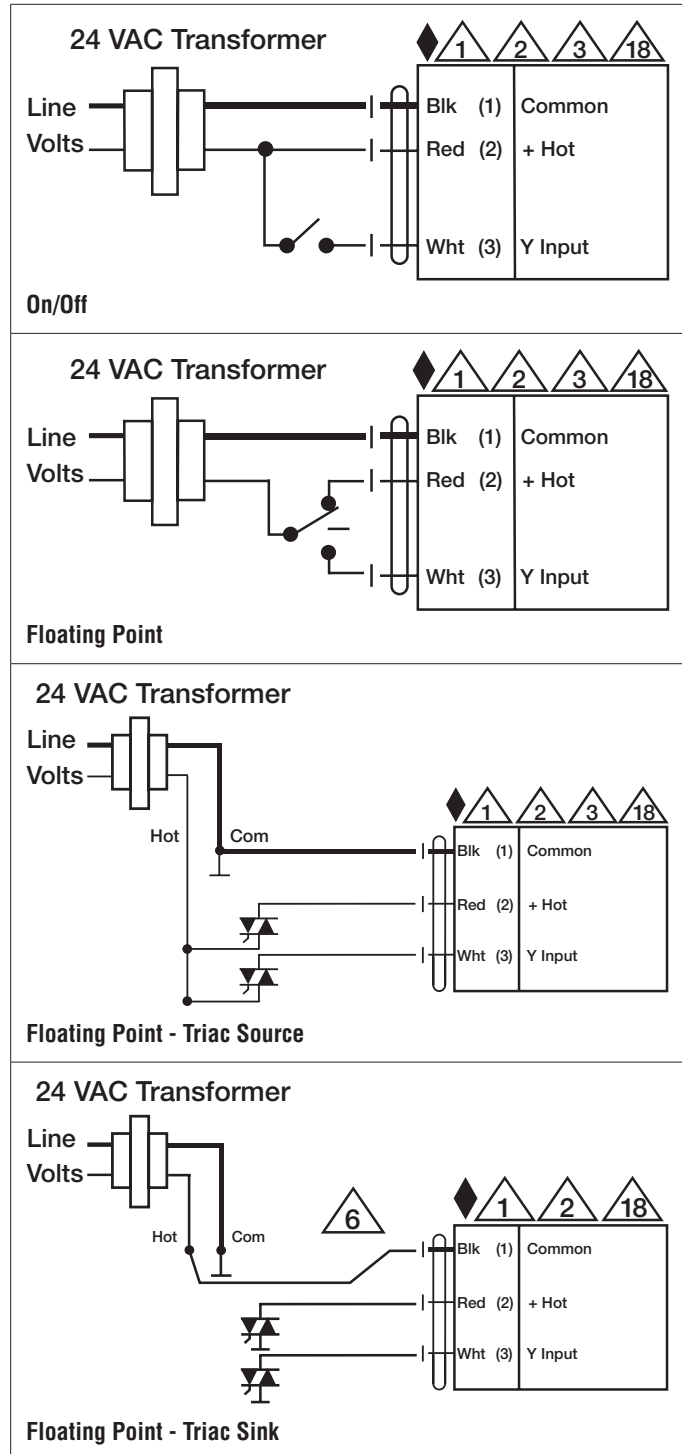 24 VAC Transformer
1 2 3 18
Line
Volts
Blk (1) Common
Red (2) + Hot
Wht (3) Y Input
On/Off
24 VAC Transformer
1 2 3 18
Line
Volts
Blk (1) Common
Red (2) + Hot
Wht (3) Y Input
Floating Point
24 VAC Transformer
Line
Volts
1 2 3 18
Hot Com
Blk (1) Common
Red (2) + Hot
Wht (3) Y Input
Floating Point - Triac Source
24 VAC Transformer
Line
Volts
6 1 2 18
Hot Com
Blk (1) Common
Red (2) + Hot
Wht (3) Y Input
Floating Point - Triac Sink